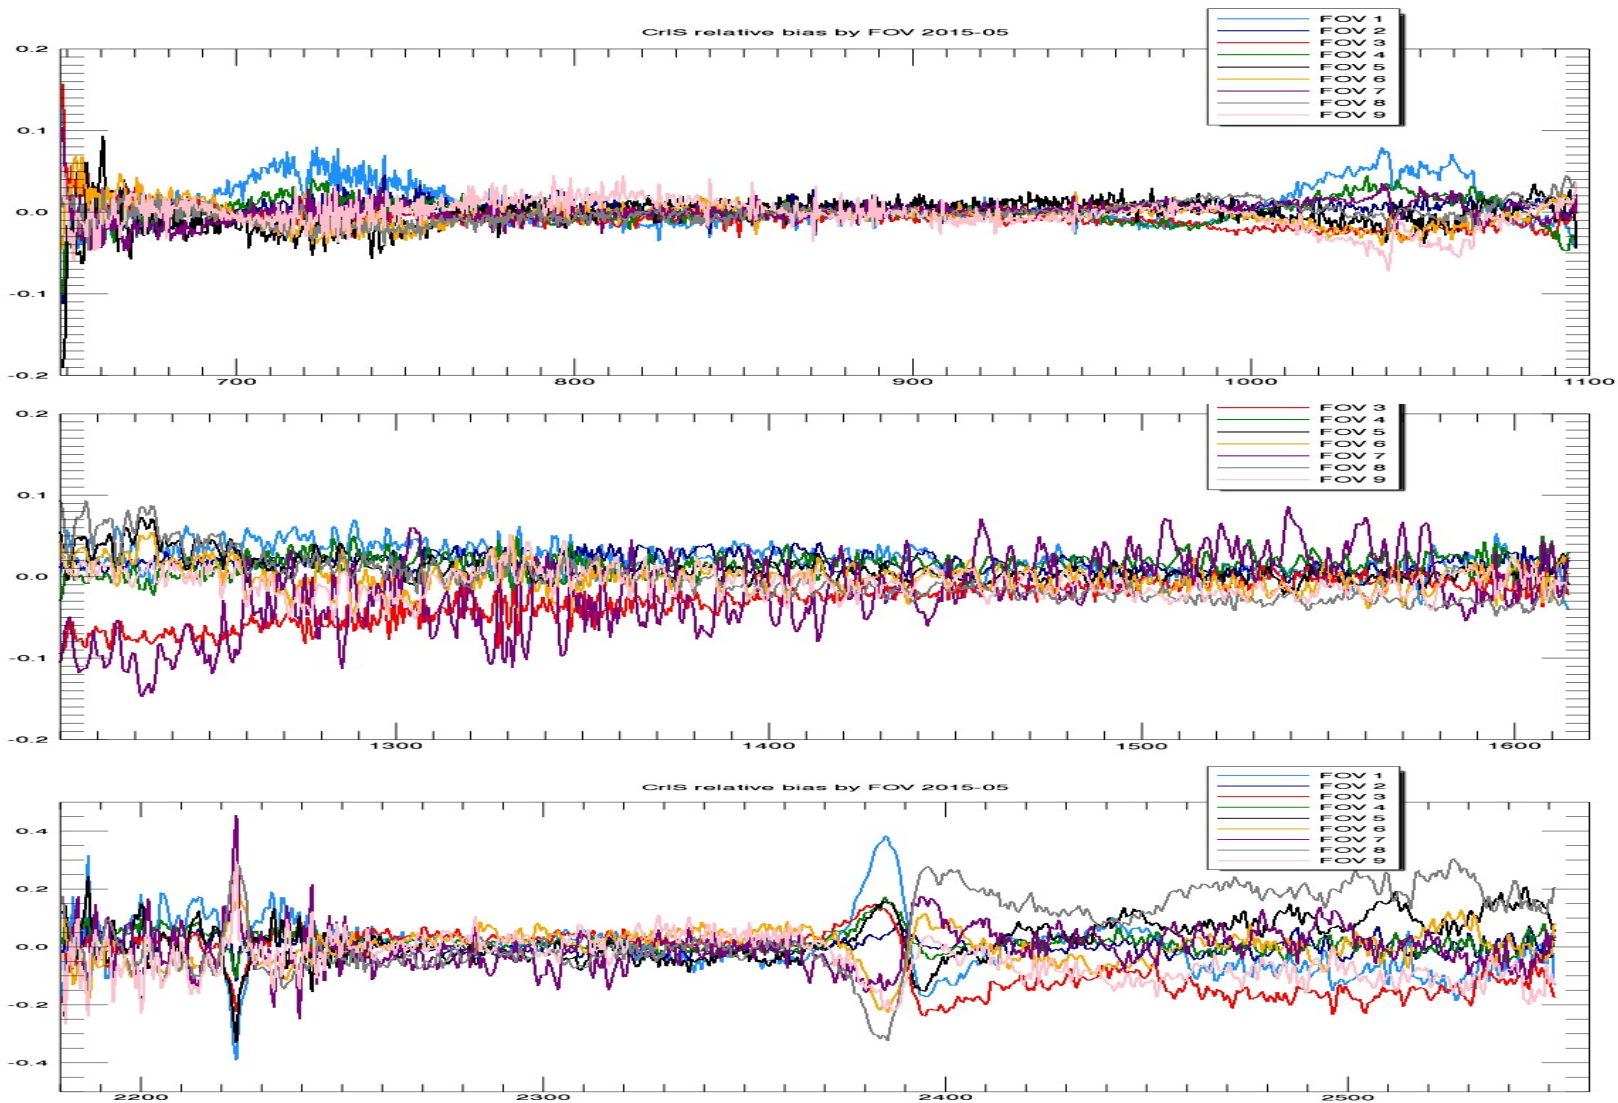 CrIS relative bias by FOV 2015-05
FOV 1
FOV 2
FOV 3
FOV 4
FOV 5
FOV 6
FOV 7
FOV 8
FOV 9
0.2
0.1
0.0
-0.1
-0.2
700 800 900 1000 1100
FOV 3
FOV 4
FOV 5
FOV 6
FOV 7
FOV 8
FOV 9
0.2
0.1
0.0
-0.1
-0.2
1300 1400 1500 1600
CrIS relative bias by FOV 2015-05
FOV 1
FOV 2
FOV 3
FOV 4
FOV 5
FOV 6
FOV 7
FOV 8
FOV 9
0.4
0.2
0.0
-0.2
-0.4
2200 2300 2400 2500